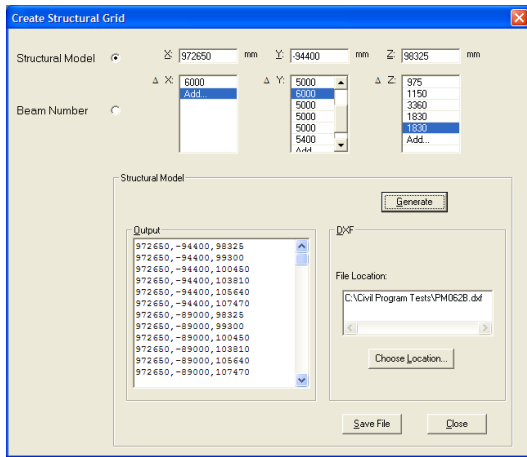 Create Structural Grid
Structural Model
X: 972650 mm Y: -94400 mm Z: 98325 mm
Δ X: 6000
Add...
Δ Y: 5000
6000
5000
5000
5000
5400
Add
Δ Z: 975
1150
3360
1830
1830
Add...
Beam Number
Structural Model
Generate
Output
972650,-94400,98325
972650,-94400,99300
972650,-94400,100450
972650,-94400,103810
972650,-94400,105640
972650,-94400,107470
972650,-89000,98325
972650,-89000,99300
972650,-89000,100450
972650,-89000,103810
972650,-89000,105640
972650,-89000,107470
DXF
File Location:
C:\Civil Program Tests\PM062B.dxf
Choose Location...
Save File
Close